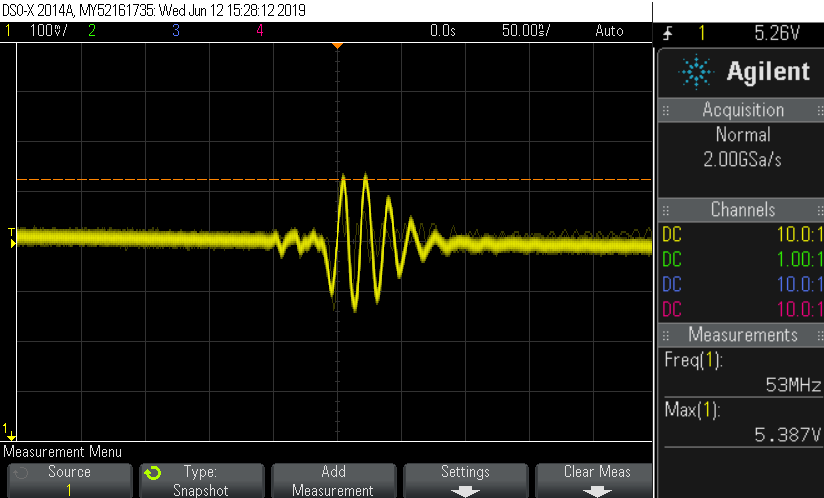 DSO-X 2014A, MY52161735: Wed Jun 12 15:28:12 2019
1 100%/ 2 3 4 0.0s 50.00%/ Auto 1 5.26V
Agilent
Acquisition
Normal
2.00GSa/s
Channels
DC 10.0:1
DC 1.00:1
DC 10.0:1
DC 10.0:1
Measurements
Freq(1):
53MHz
Max(1):
5.387V
T
1
Measurement Menu
Source
1
Type:
Snapshot
Add
Measurement
Settings
Clear Meas